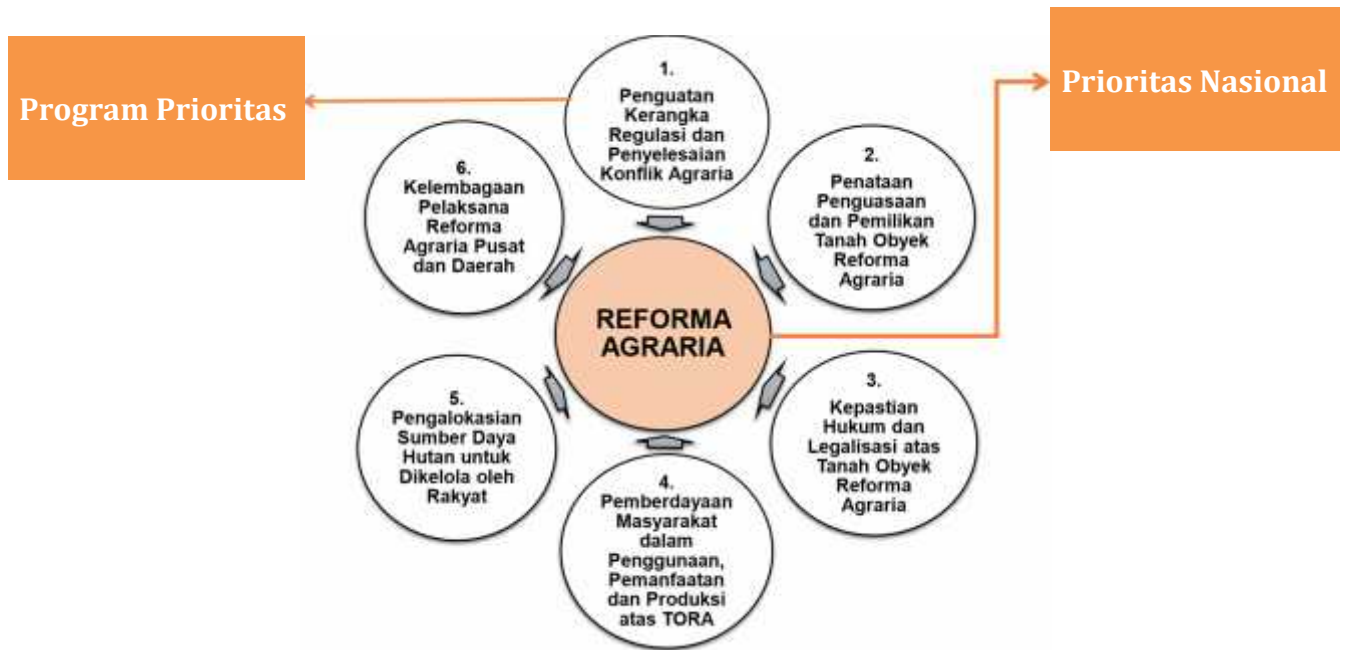 Program Prioritas
Prioritas Nasional
1.
Penguatan
Kerangka
Regulasi dan
Penyelesaian
Konflik Agraria
2.
Penataan
Penguasaan
dan Pemilikan
Tanah Obyek
Reforma
Agraria
3.
Kepastian
Hukum dan
Legalisasi atas
Tanah Obyek
Reforma
Agraria
4.
Pemberdayaan
Masyarakat
dalam
Penggunaan,
Pemanfaatan
dan Produksi
atas TORA
5.
Pengalokasian
Sumber Daya
Hutan untuk
Dikelola oleh
Rakyat
6.
Kelembagaan
Pelaksana
Reforma
Agraria Pusat
dan Daerah
REFORMA
AGRARIA